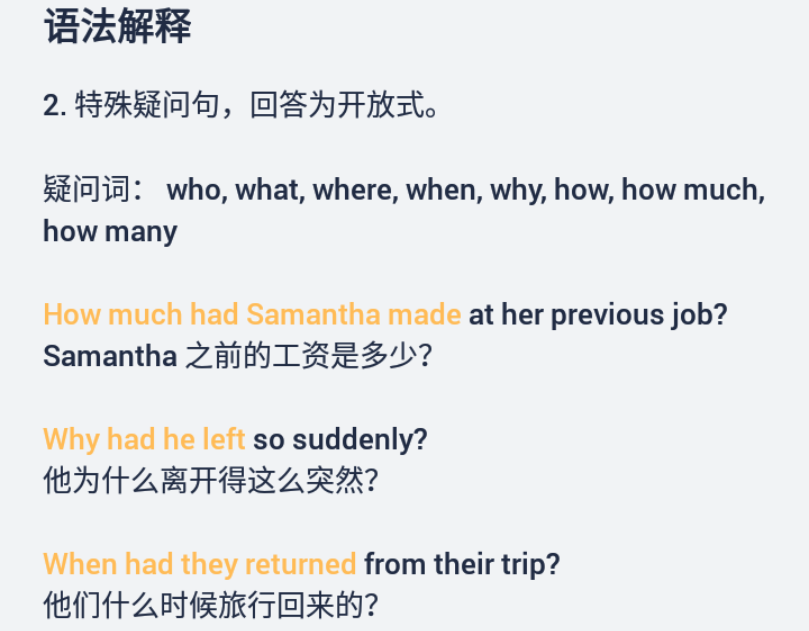 语法解释
2. 特殊疑问句，回答为开放式。
疑问词： who, what, where, when, why, how, how much,
how many
How much had Samantha made at her previous job?
Samantha 之前的工资是多少？
Why had he left so suddenly?
他为什么离开得这么突然？
When had they returned from their trip?
他们什么时候旅行回来的？